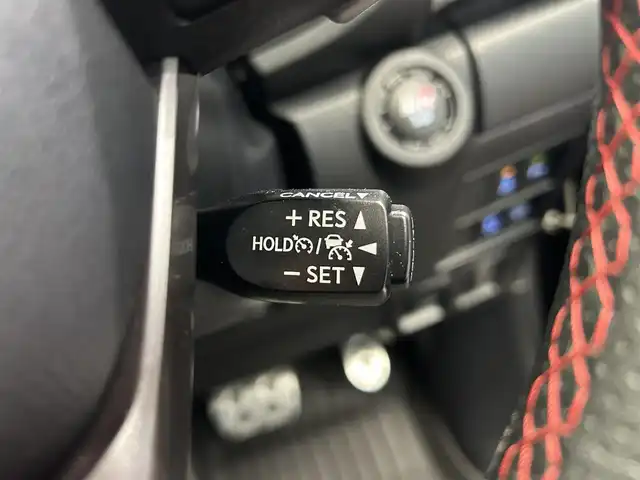 CANCEL▼
+ RES ▲
HOLD / ◄
− SET ▼